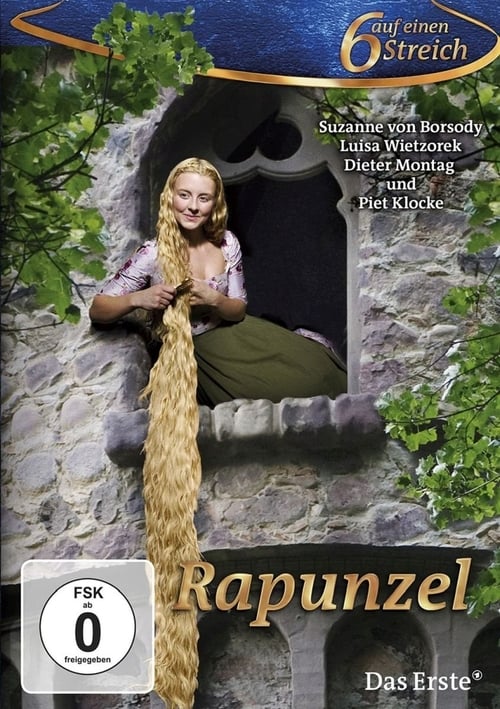 6 auf einen
Streich
Suzanne von Borsody
Luisa Wietzorek
Dieter Montag
und
Piet Klocke
Rapunzel
FSK
ab
0
freigegeben
Das Erste